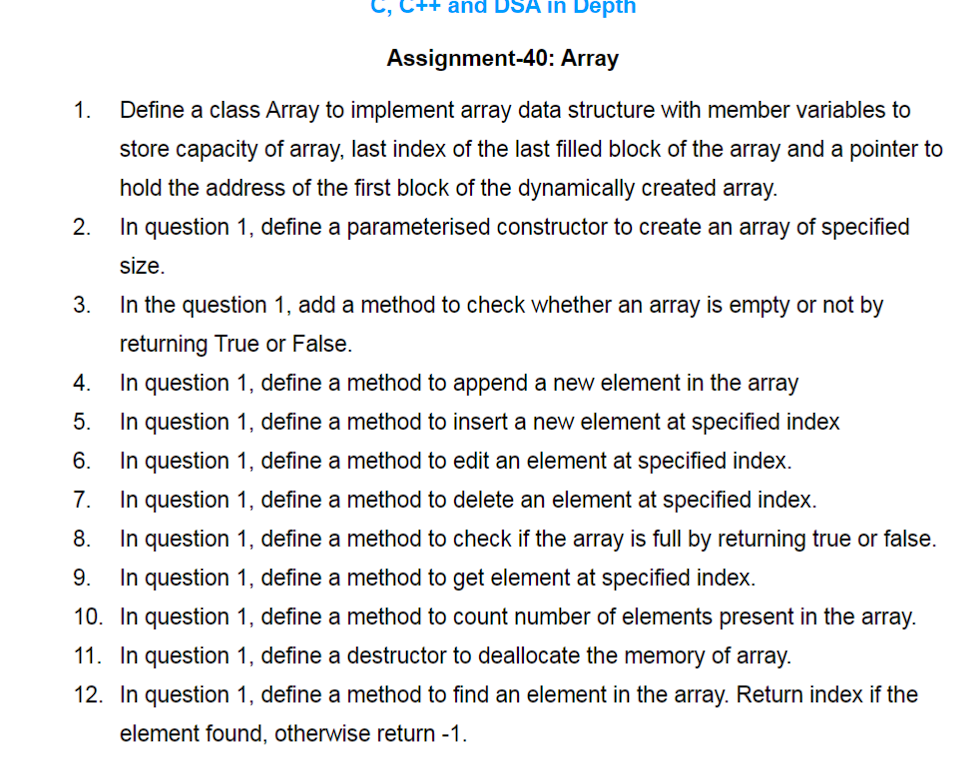 C, C++ and DSA in Depth
Assignment-40: Array
1. Define a class Array to implement array data structure with member variables to
store capacity of array, last index of the last filled block of the array and a pointer to
hold the address of the first block of the dynamically created array.
2. In question 1, define a parameterised constructor to create an array of specified
size.
3. In the question 1, add a method to check whether an array is empty or not by
returning True or False.
4. In question 1, define a method to append a new element in the array
5. In question 1, define a method to insert a new element at specified index
6. In question 1, define a method to edit an element at specified index.
7. In question 1, define a method to delete an element at specified index.
8. In question 1, define a method to check if the array is full by returning true or false.
9. In question 1, define a method to get element at specified index.
10. In question 1, define a method to count number of elements present in the array.
11. In question 1, define a destructor to deallocate the memory of array.
12. In question 1, define a method to find an element in the array. Return index if the
element found, otherwise return -1.